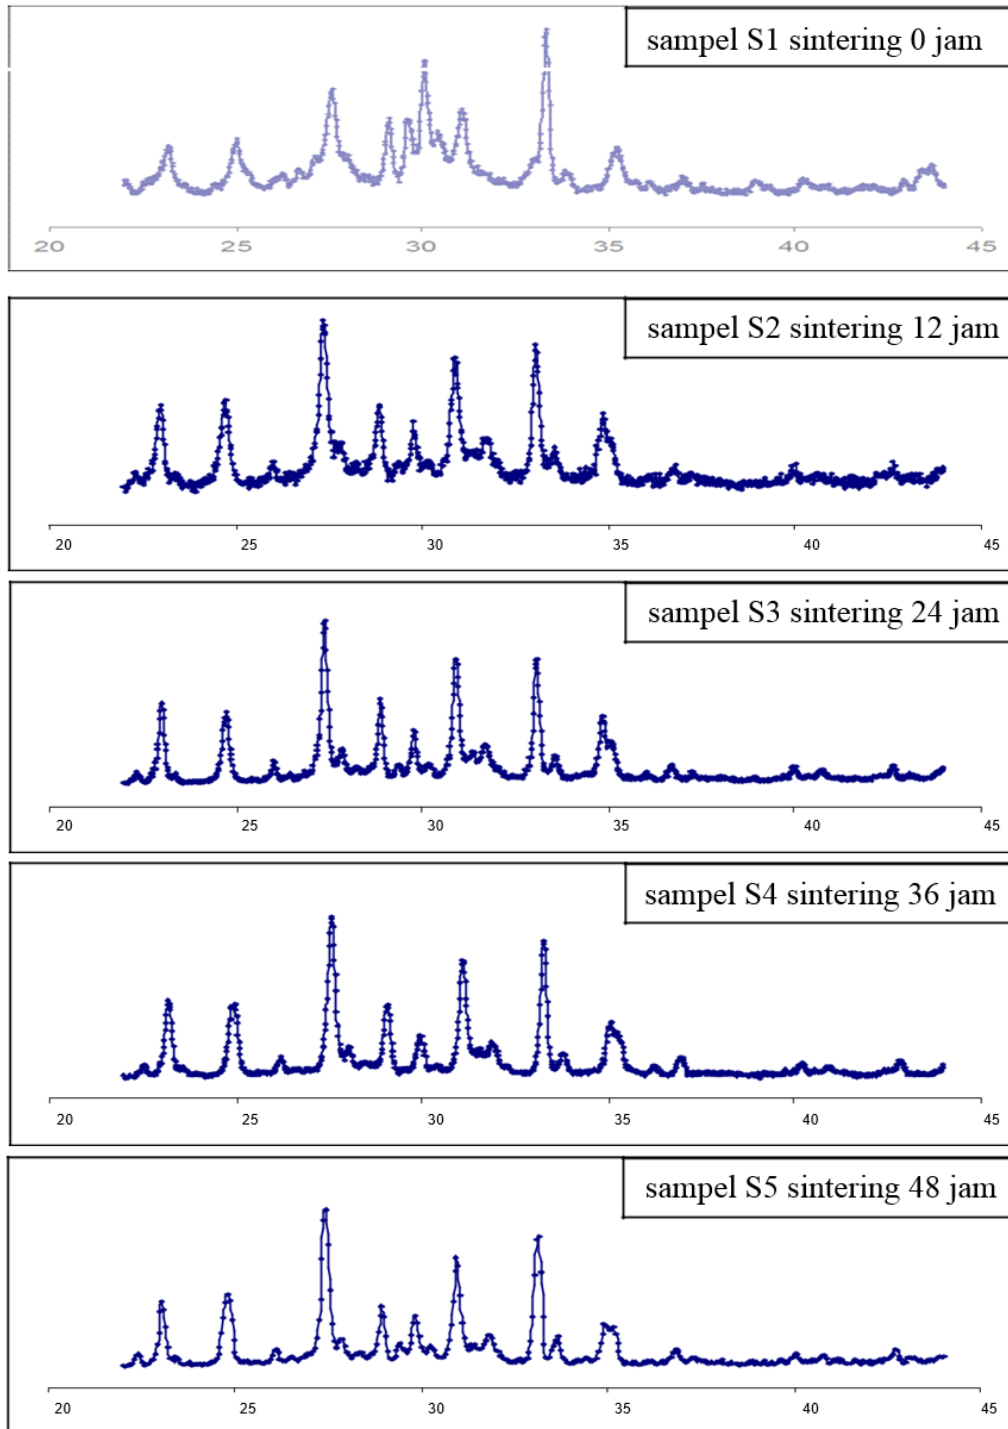 sampel S1 sintering 0 jam
20 25 30 35 40 45
sampel S2 sintering 12 jam
20 25 30 35 40 45
sampel S3 sintering 24 jam
20 25 30 35 40 45
sampel S4 sintering 36 jam
20 25 30 35 40 45
sampel S5 sintering 48 jam
20 25 30 35 40 45